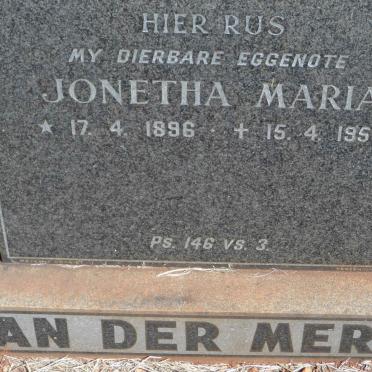 HIER RUS
MY DIERBARE EGGENOTE
JONETHA MARIA
★ 17. 4. 1896 · + 15. 4. 195
PS. 146 VS. 3.
AN DER MER